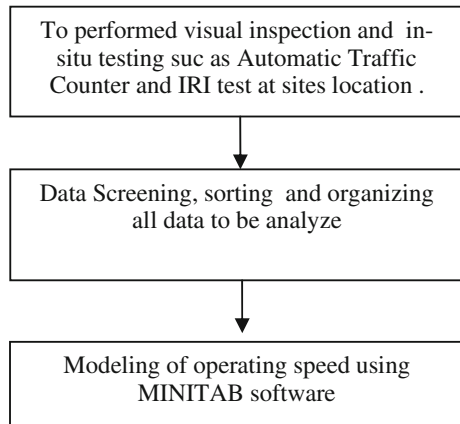 To performed visual inspection and in-
situ testing suc as Automatic Traffic
Counter and IRI test at sites location .
Data Screening, sorting and organizing
all data to be analyze
Modeling of operating speed using
MINITAB software